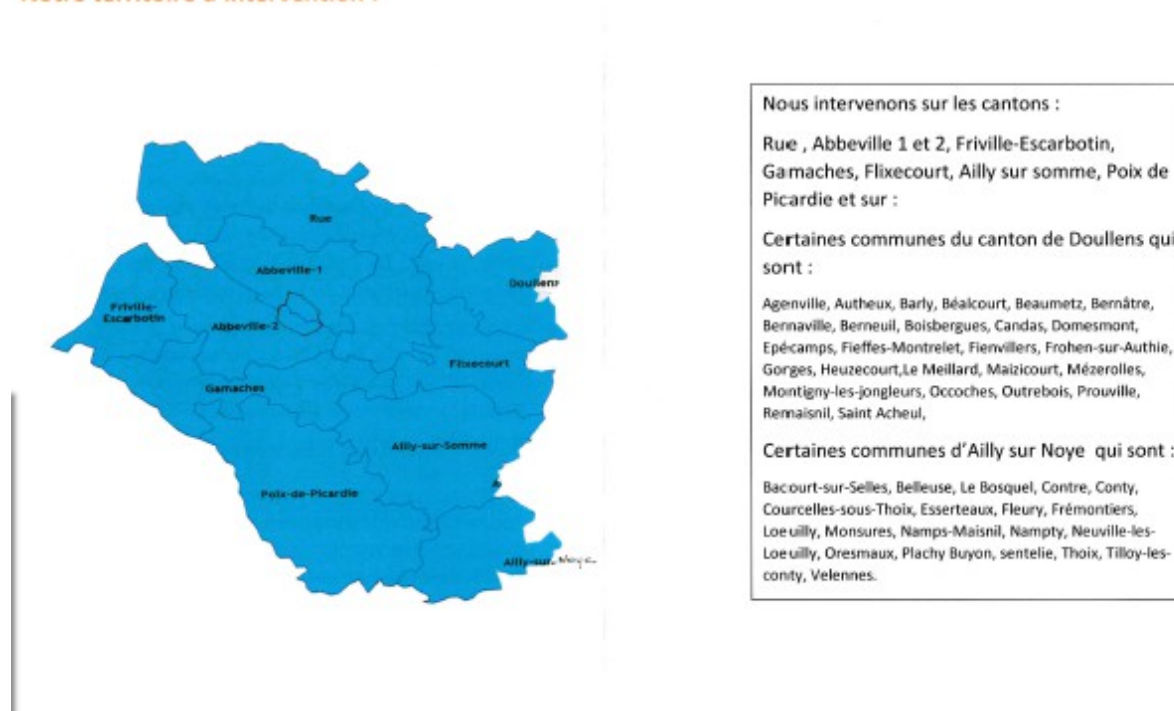 Rue
Abbeville-1
Doullens
Friville-
Escarbotin
Abbeville-2
Flixecourt
Gamaches
Ailly-sur-Somme
A
Poix-de-Picardie
Ailly-sur-Noye
Nous intervenons sur les cantons :
Rue , Abbeville 1 et 2, Friville-Escarbotin,
Gamaches, Flixecourt, Ailly sur somme, Poix de
Picardie et sur :
Certaines communes du canton de Doullens qui
sont :
Agenville, Autheux, Barly, Béalcourt, Beaumetz, Bernâtre,
Bernaville, Berneuil, Boisbergues, Candas, Domesmont,
Epécamps, Fieffes-Montrelet, Fienvillers, Frohen-sur-Authie,
Gorges, Heuzecourt,Le Meillard, Maizicourt, Mézerolles,
Montigny-les-jongleurs, Occoches, Outrebois, Prouville,
Remaisnil, Saint Acheul,
Certaines communes d'Ailly sur Noye qui sont :
Bacourt-sur-Selles, Belleuse, Le Bosquel, Contre, Conty,
Courcelles-sous-Thoix, Esserteaux, Fleury, Frémontiers,
Loeuilly, Monsures, Namps-Maisnil, Nampty, Neuville-les-
Loeuilly, Oresmaux, Plachy Buyon, sentelie, Thoix, Tilloy-les-
conty, Velennes.